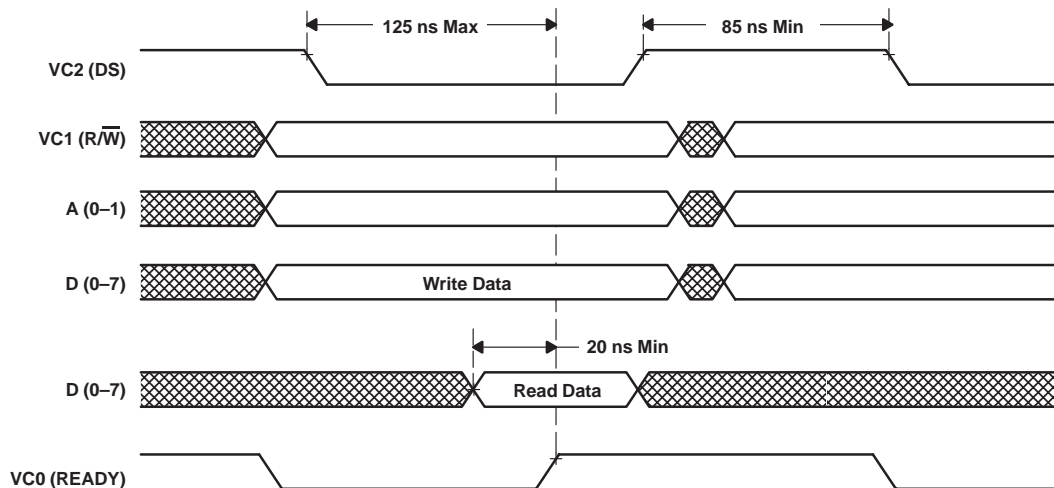 125 ns Max
85 ns Min
VC2 (DS)
VC1 (R/W̅)
A (0–1)
D (0–7)
Write Data
20 ns Min
D (0–7)
Read Data
VC0 (READY)